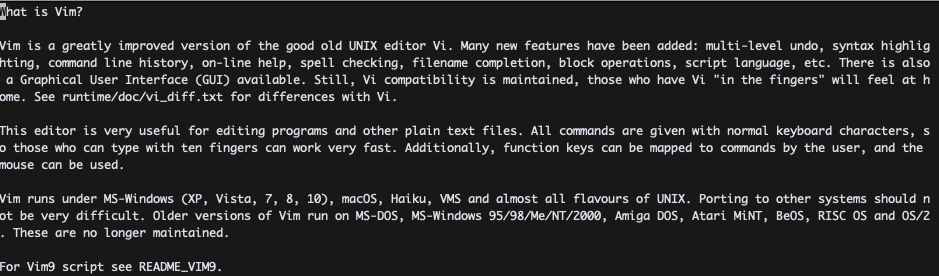 What is Vim?
Vim is a greatly improved version of the good old UNIX editor Vi. Many new features have been added: multi-level undo, syntax highlig
hting, command line history, on-line help, spell checking, filename completion, block operations, script language, etc. There is also
 a Graphical User Interface (GUI) available. Still, Vi compatibility is maintained, those who have Vi "in the fingers" will feel at h
ome. See runtime/doc/vi_diff.txt for differences with Vi.
This editor is very useful for editing programs and other plain text files. All commands are given with normal keyboard characters, s
o those who can type with ten fingers can work very fast. Additionally, function keys can be mapped to commands by the user, and the
mouse can be used.
Vim runs under MS-Windows (XP, Vista, 7, 8, 10), macOS, Haiku, VMS and almost all flavours of UNIX. Porting to other systems should n
ot be very difficult. Older versions of Vim run on MS-DOS, MS-Windows 95/98/Me/NT/2000, Amiga DOS, Atari MiNT, BeOS, RISC OS and OS/2
. These are no longer maintained.
For Vim9 script see README_VIM9.